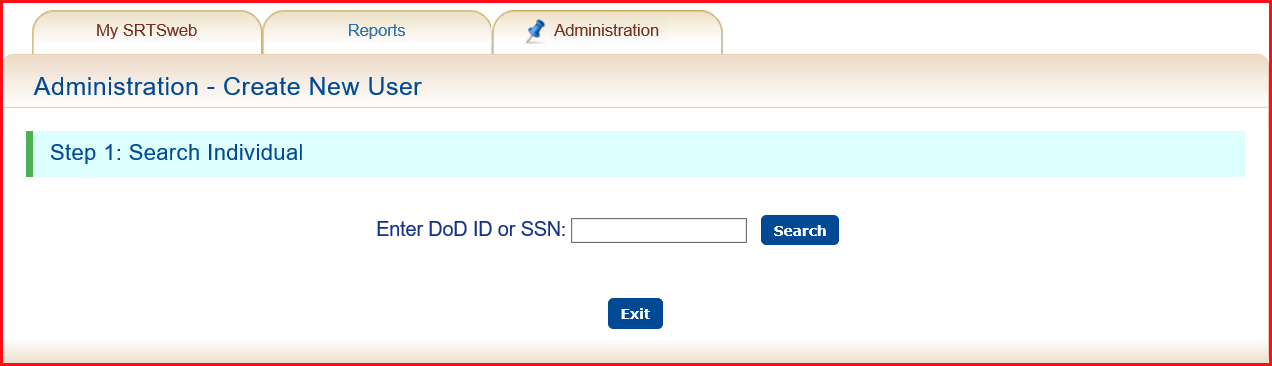 My SRTSweb Reports Administration
Administration - Create New User
Step 1: Search Individual
Enter DoD ID or SSN: Search
Exit